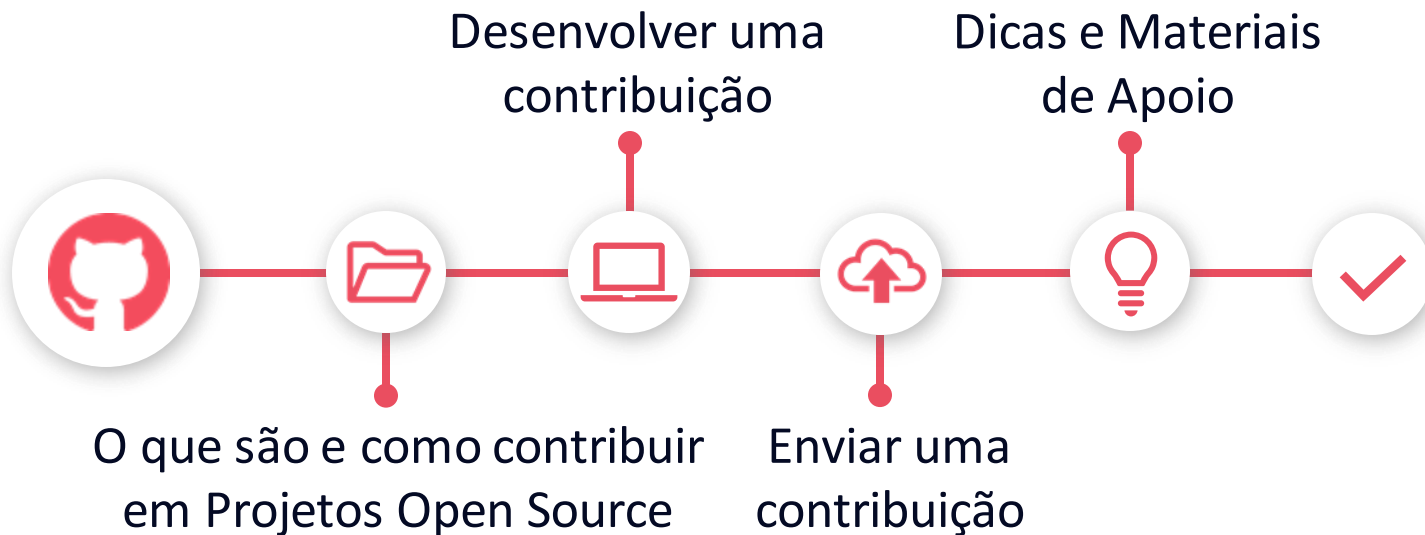 Desenvolver uma
contribuição
Dicas e Materiais
de Apoio
O que são e como contribuir
em Projetos Open Source
Enviar uma
contribuição